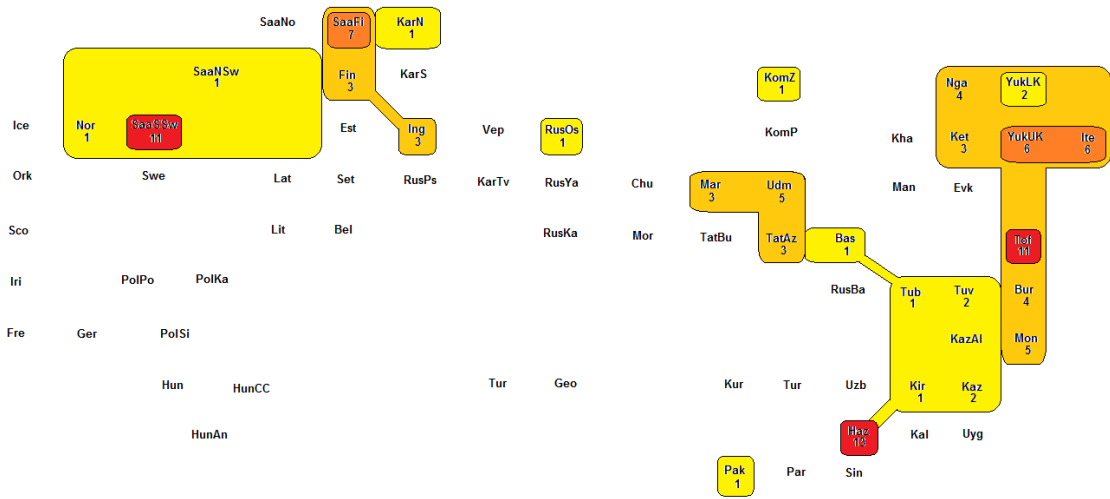 SaaNo SaaFi KarN
7 1
SaaNSw Fin KarS KomZ Nga YukLK
1 3 1 4 2
Ice Nor SaaSSw Est Ing Vep RusOs KomP Kha Ket YukUK Ite
1 11 3 1 3 6 6
Ork Swe Lat Set RusPs KarTv RusYa Chu Mar Udm Man Evk
3 5
Sco Lit Bel RusKa Mor TatBu TatAz Bas Tof
3 1 11
Iri PolPo PolKa RusBa Tub Tuv Bur
1 2 4
Fre Ger PolSi KazAl Mon
5
Hun HunCC Tur Geo Kur Tur Uzb Kir Kaz
1 2
HunAn Haz Kal Uyg
13
Pak Par Sin
1